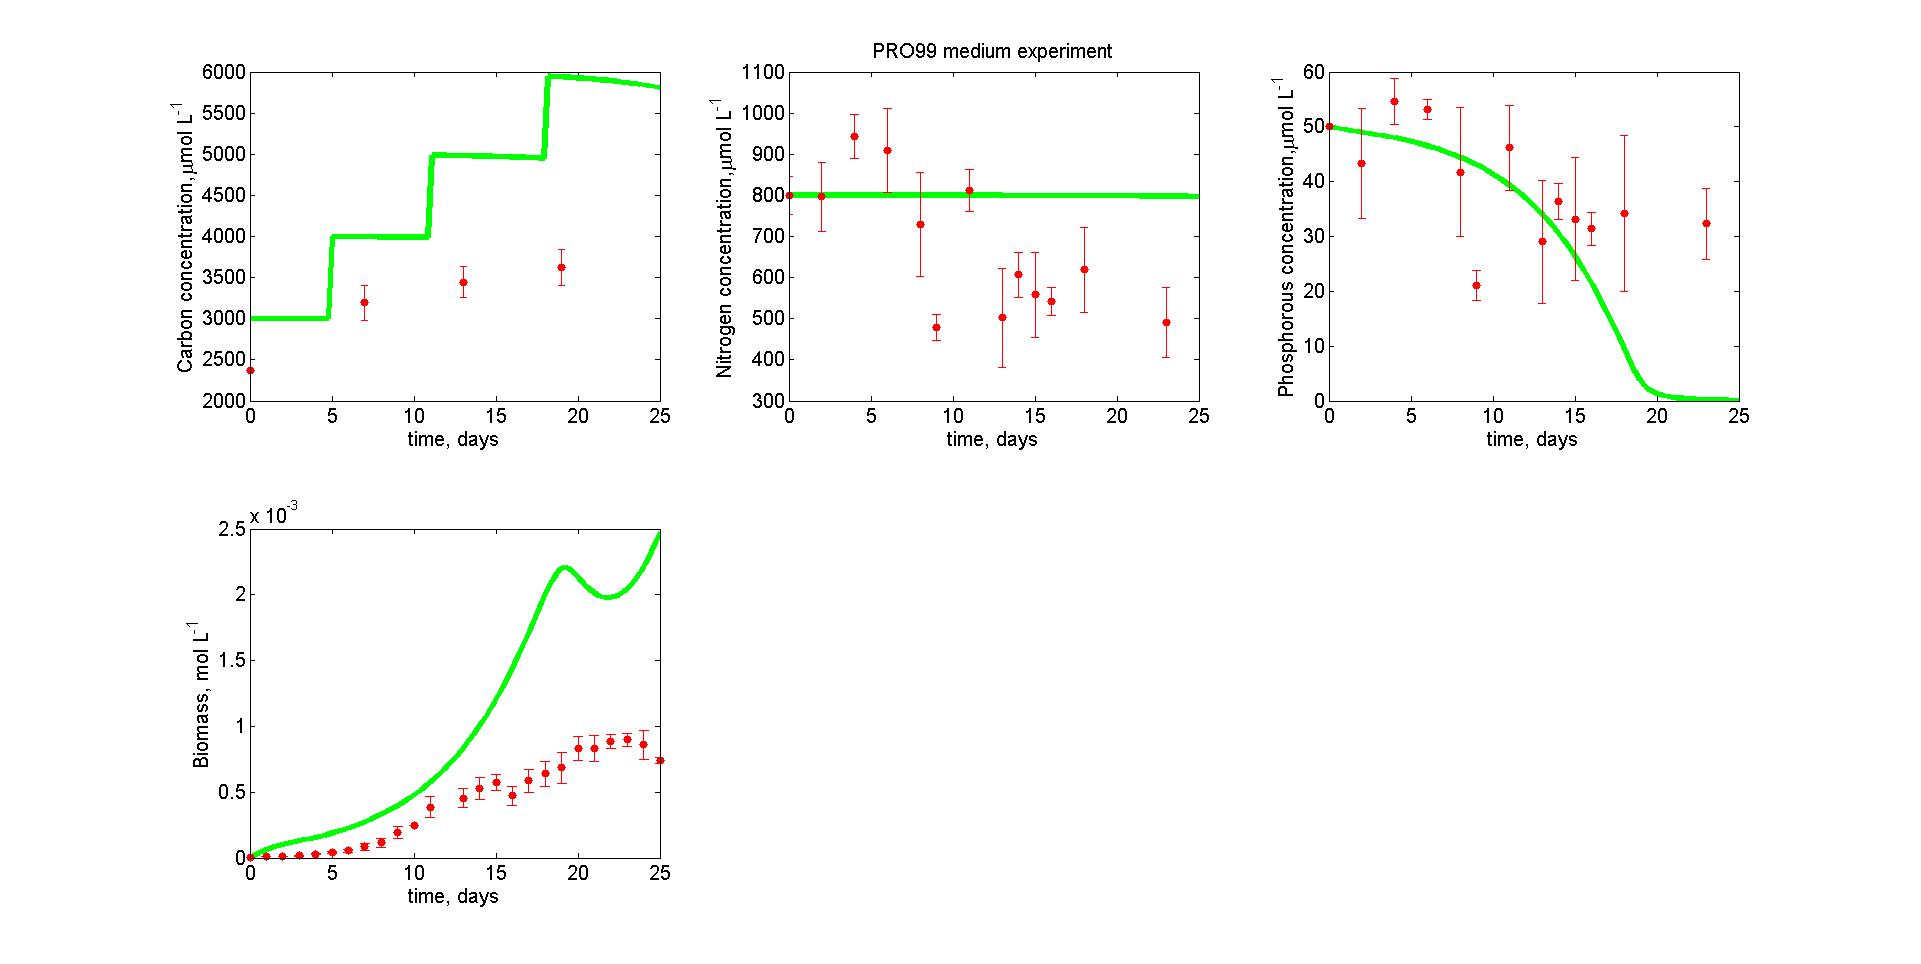 PRO99 medium experiment
6000
5500
5000
4500
4000
3500
3000
2500
2000
Carbon concentration,μmol L-1
0 5 10 15 20 25
time, days
1100
1000
900
800
700
600
500
400
300
Nitrogen concentration,μmol L-1
0 5 10 15 20 25
time, days
60
50
40
30
20
10
0
Phosphorous concentration,μmol L-1
0 5 10 15 20 25
time, days
x 10-3
2.5
2
1.5
1
0.5
0
Biomass, mol L-1
0 5 10 15 20 25
time, days